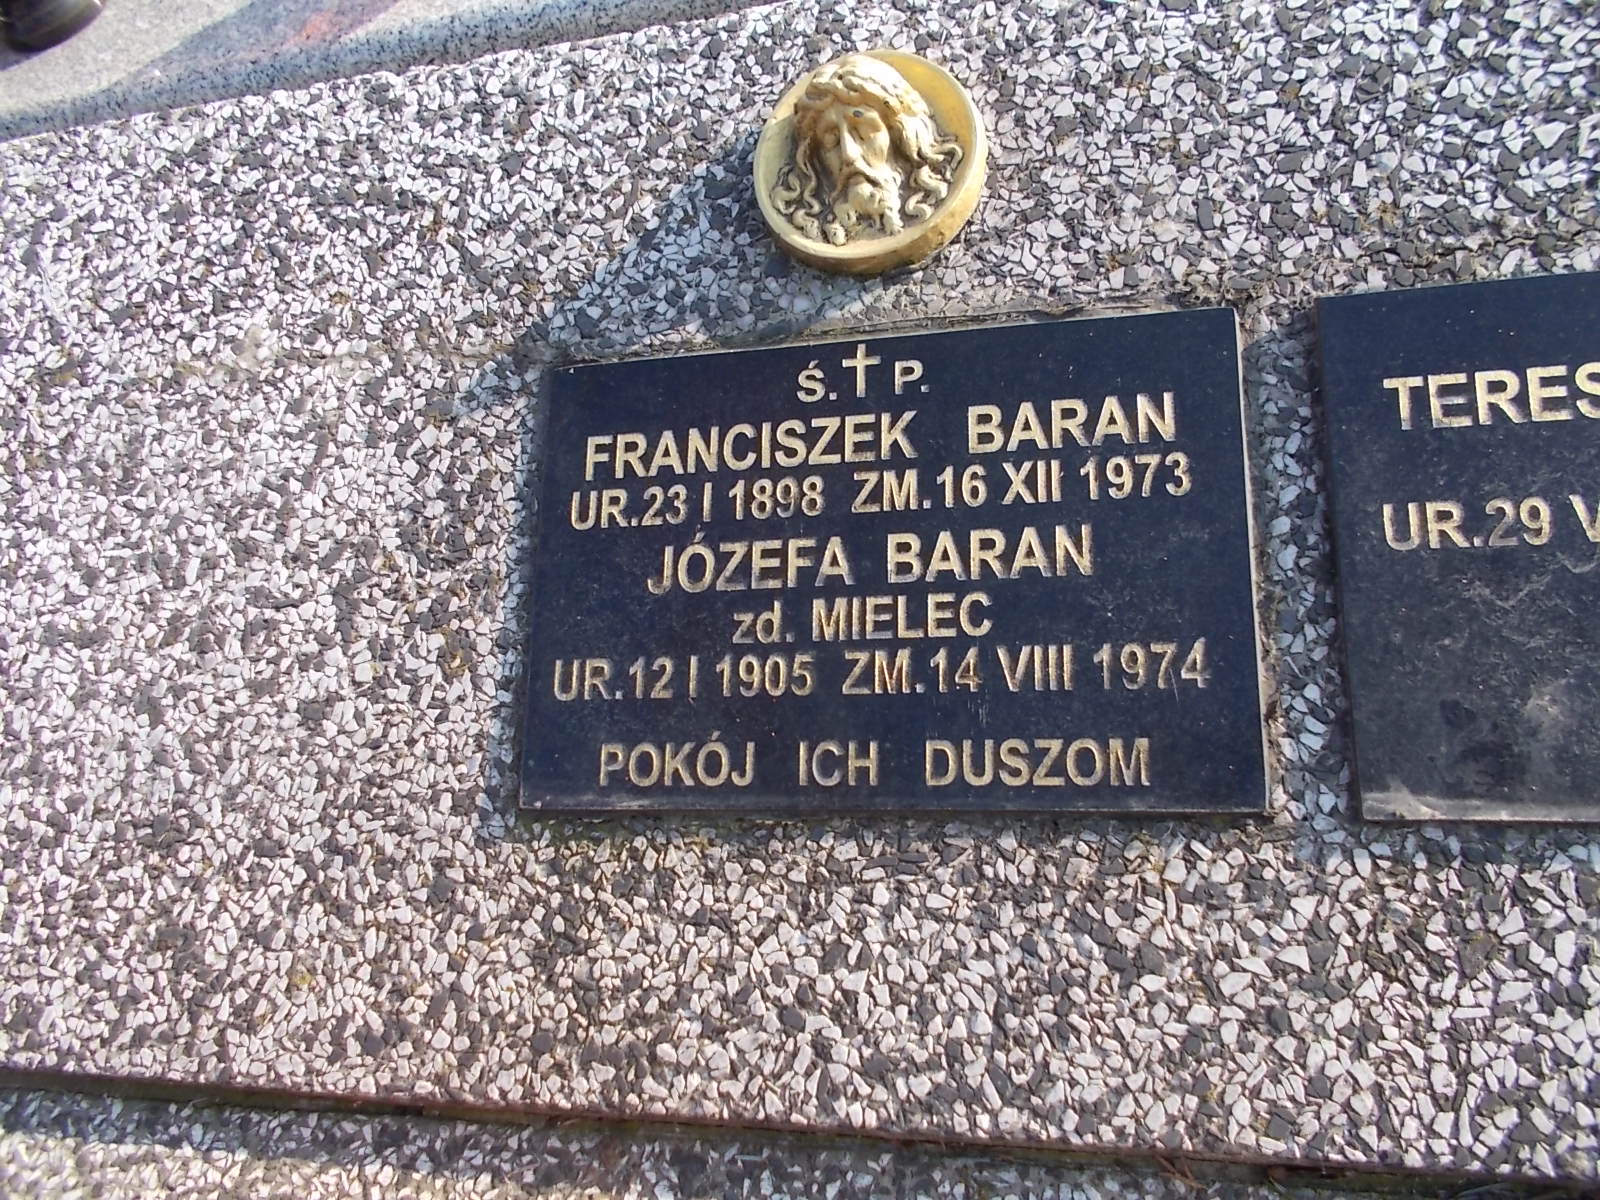 Ś.✝P.
FRANCISZEK BARAN
UR.23 I 1898 ZM.16 XII 1973
JÓZEFA BARAN
zd. MIELEC
UR.12 I 1905 ZM.14 VIII 1974
POKÓJ ICH DUSZOM
UR.29